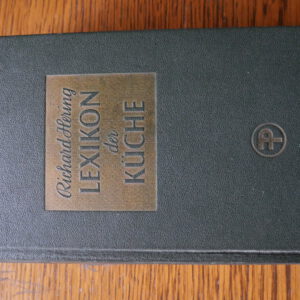 Richard Hering
LEXIKON
der
KÜCHE